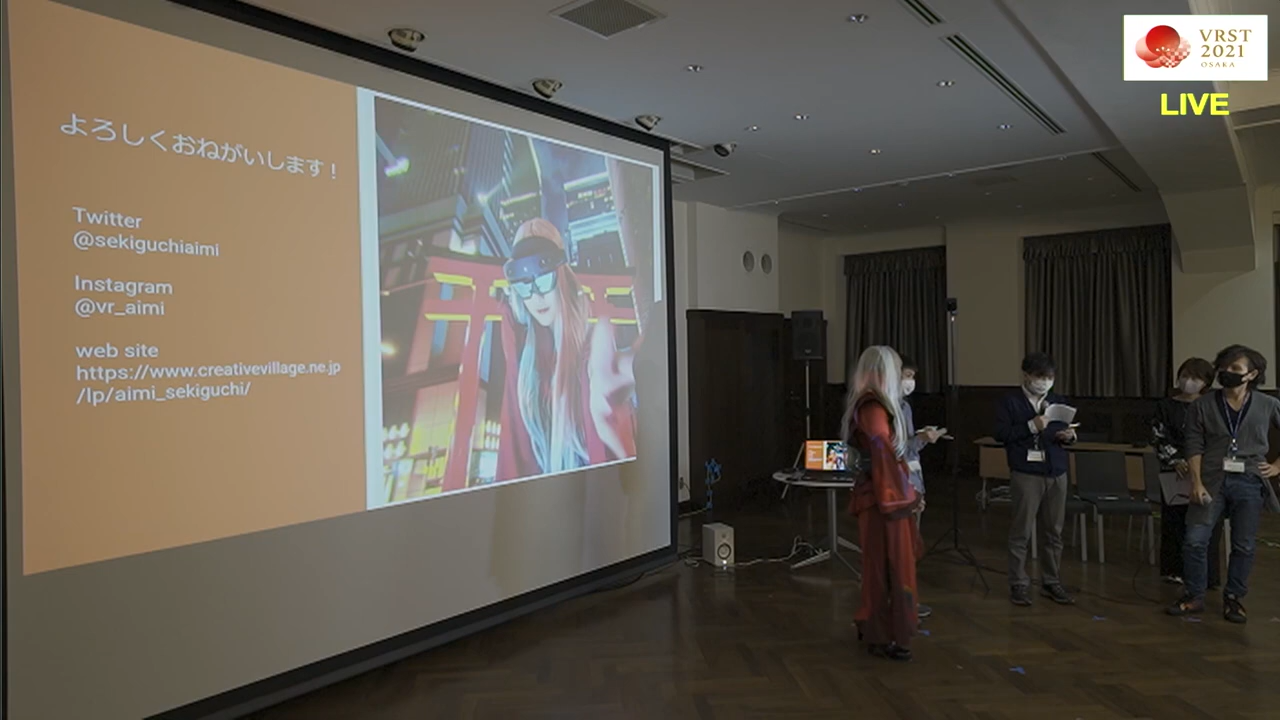 よろしくおねがいします！
Twitter
@sekiguchiaimi
Instagram
@vr_aimi
web site
https://www.creativevillage.ne.jp
/lp/aimi_sekiguchi/
VRST
2021
OSAKA
LIVE